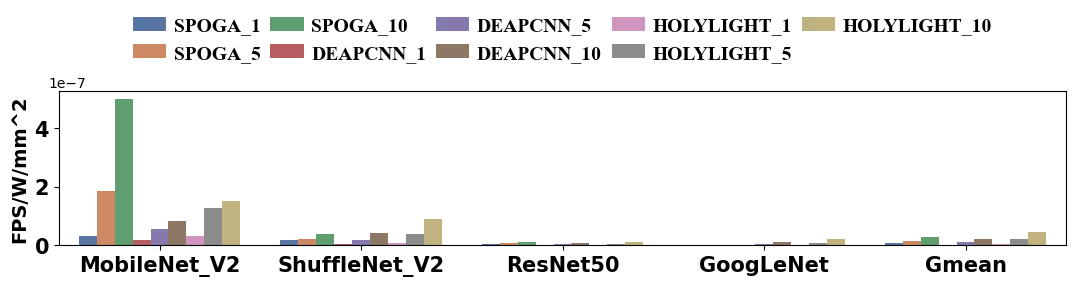 SPOGA_1 SPOGA_10 DEAPCNN_5 HOLYLIGHT_1 HOLYLIGHT_10
SPOGA_5 DEAPCNN_1 DEAPCNN_10 HOLYLIGHT_5
1e−7
FPS/W/mm^2
4
2
0
MobileNet_V2 ShuffleNet_V2 ResNet50 GoogLeNet Gmean